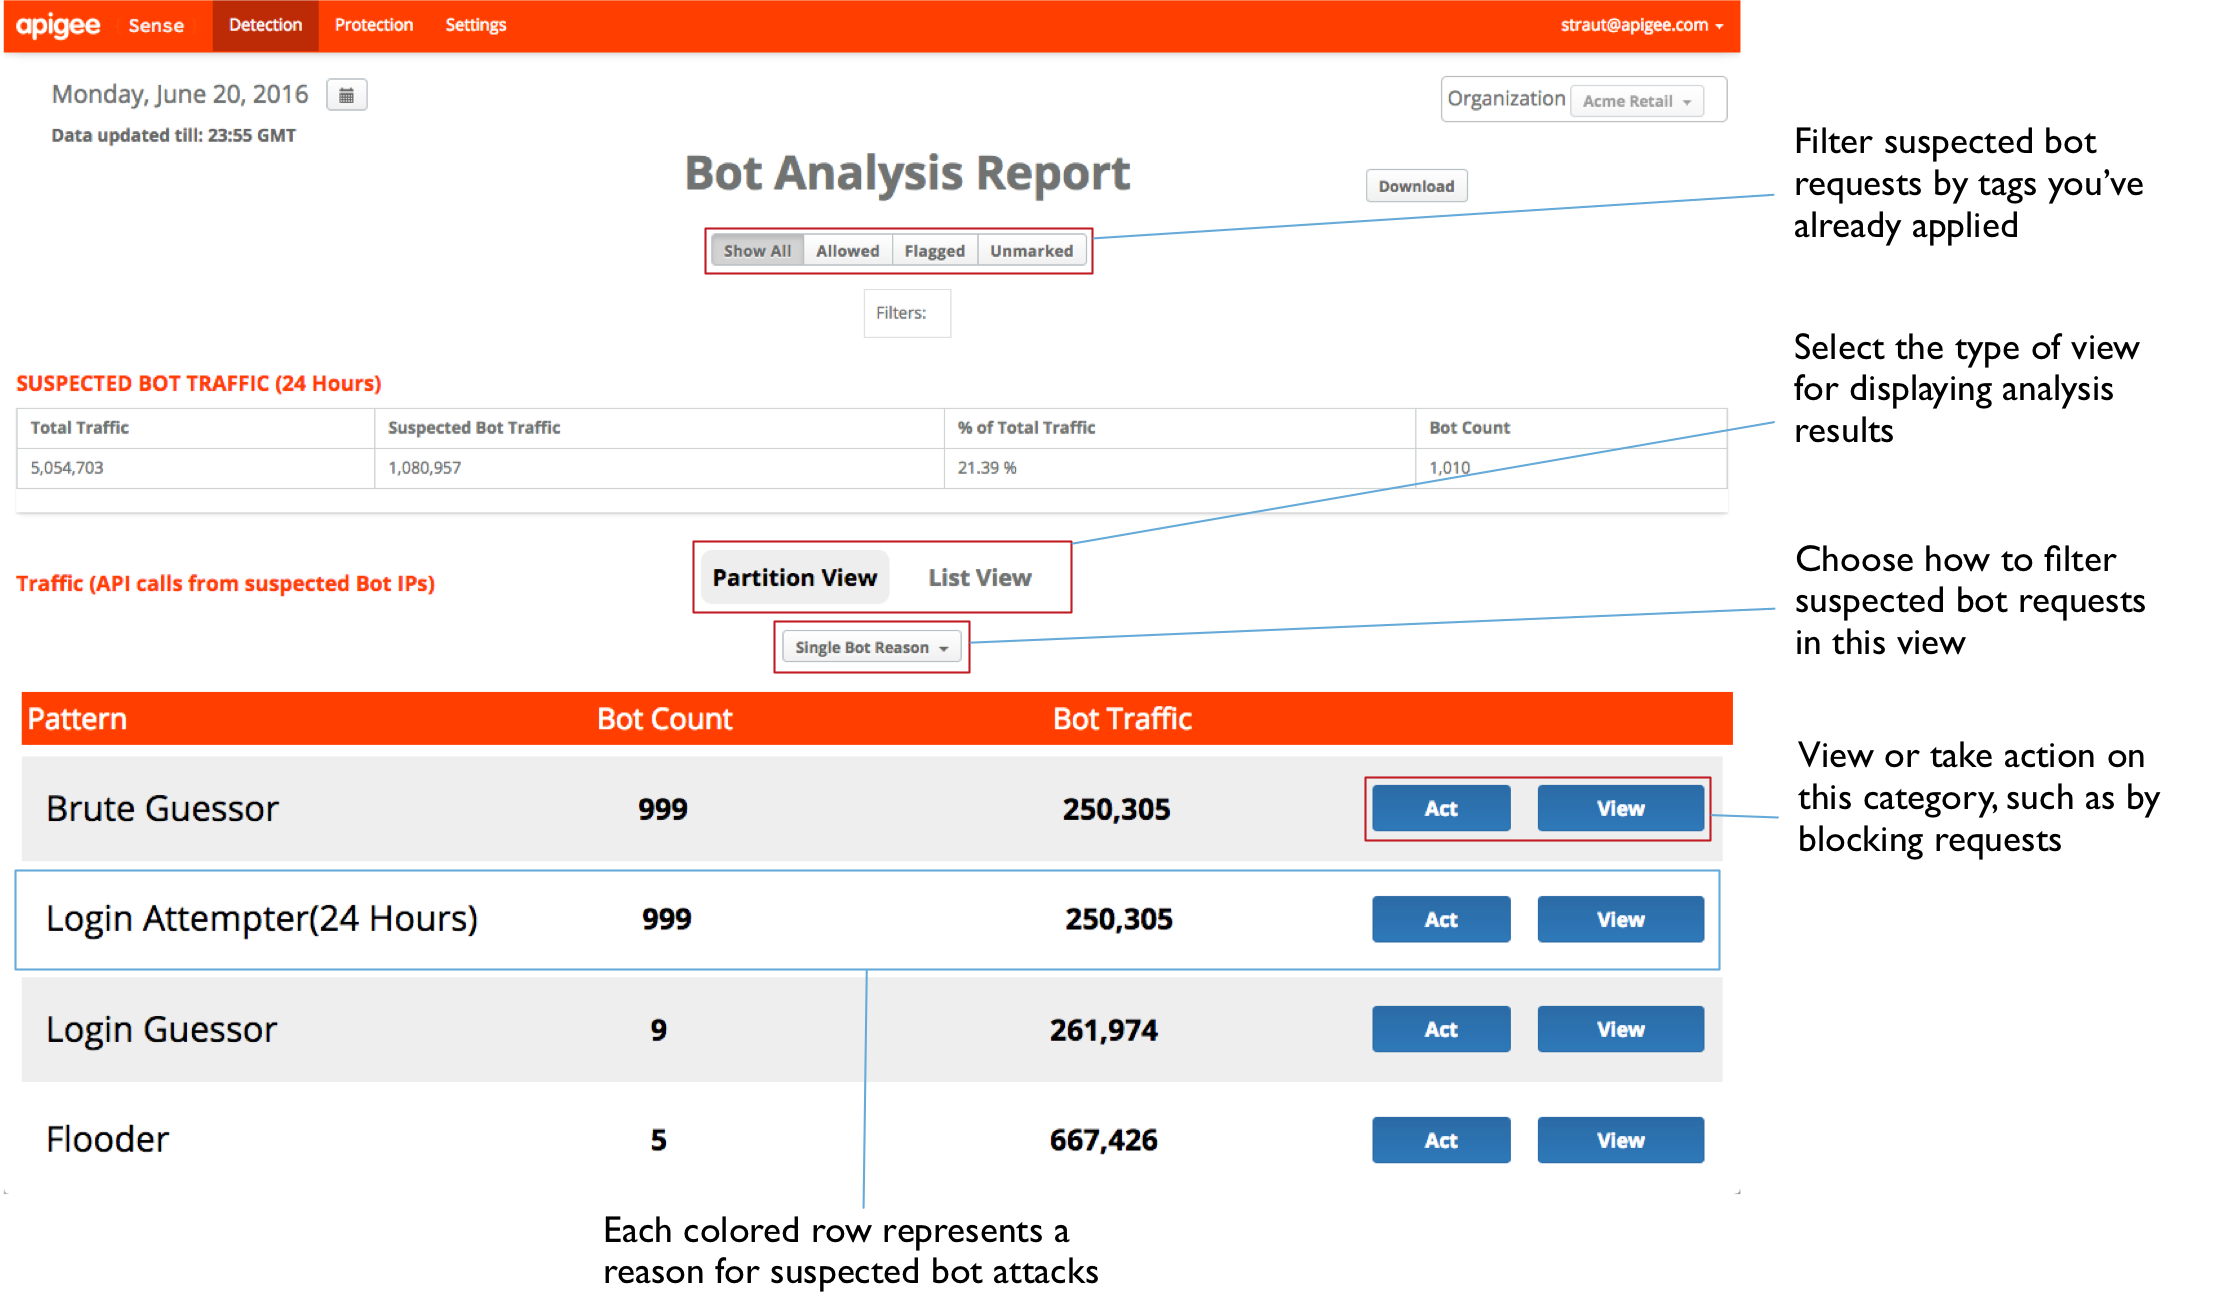 apigee Sense Detection Protection Settings straut@apigee.com
Monday, June 20, 2016
Data updated till: 23:55 GMT
Organization Acme Retail
Bot Analysis Report
Download
Show All Allowed Flagged Unmarked
Filters:
Filter suspected bot
requests by tags you’ve
already applied
SUSPECTED BOT TRAFFIC (24 Hours)
Total Traffic Suspected Bot Traffic % of Total Traffic Bot Count
5,054,703 1,080,957 21.39 % 1,010
Select the type of view
for displaying analysis
results
Traffic (API calls from suspected Bot IPs)
Partition View List View
Single Bot Reason
Choose how to filter
suspected bot requests
in this view
Pattern Bot Count Bot Traffic
Brute Guessor 999 250,305 Act View
View or take action on
this category, such as by
blocking requests
Login Attempter(24 Hours) 999 250,305 Act View
Login Guessor 9 261,974 Act View
Flooder 5 667,426 Act View
Each colored row represents a
reason for suspected bot attacks